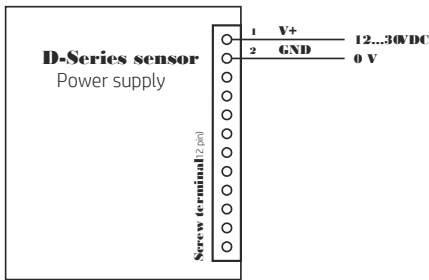 D-Series sensor
Power supply
1 V+ 12...30VDC
2 GND 0 V
Screw terminal(12 pin)